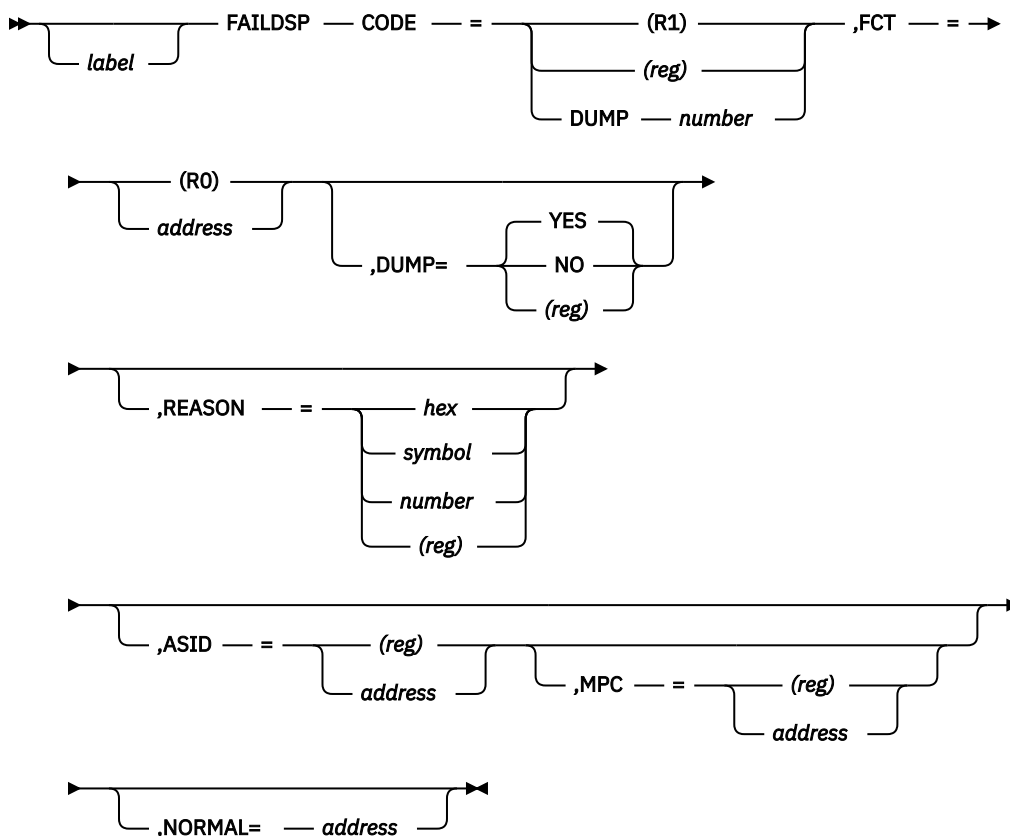 FAILDSP CODE = (R1) ,FCT =
label
(reg)
DUMP number
(R0)
address
YES
,DUMP= NO
(reg)
,REASON = hex
symbol
number
(reg)
,ASID = (reg)
address
,MPC = (reg)
address
,NORMAL= address